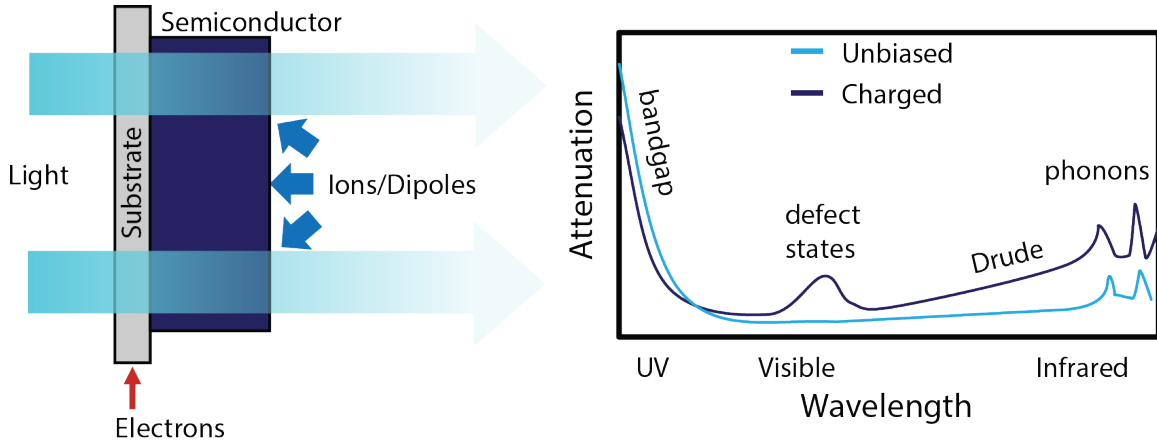 Semiconductor
Light
Substrate
Ions/Dipoles
Electrons
Attenuation
Unbiased
Charged
bandgap
defect
states
Drude
phonons
UV
Visible
Infrared
Wavelength